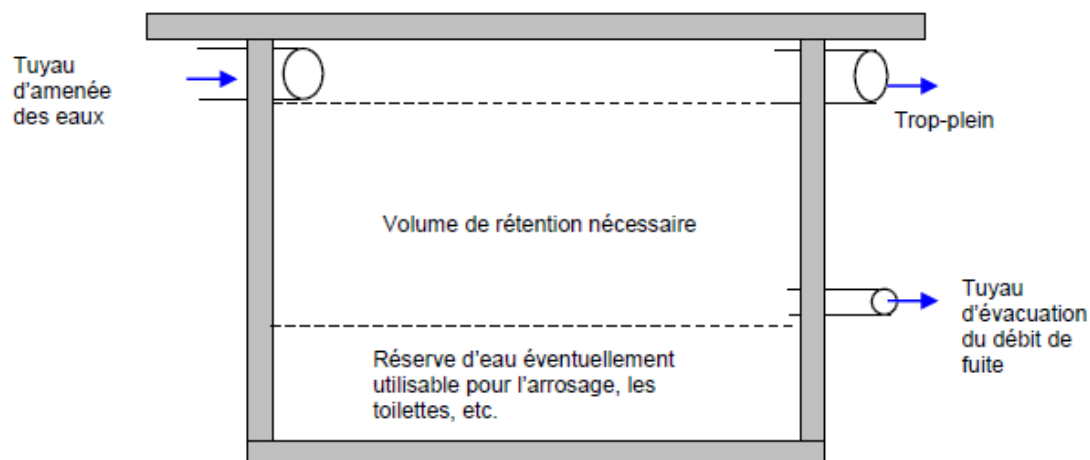 Tuyau
d'amenée
des eaux
Trop-plein
Volume de rétention nécessaire
Tuyau
d'évacuation
du débit de
fuite
Réserve d'eau éventuellement
utilisable pour l'arrosage, les
toilettes, etc.